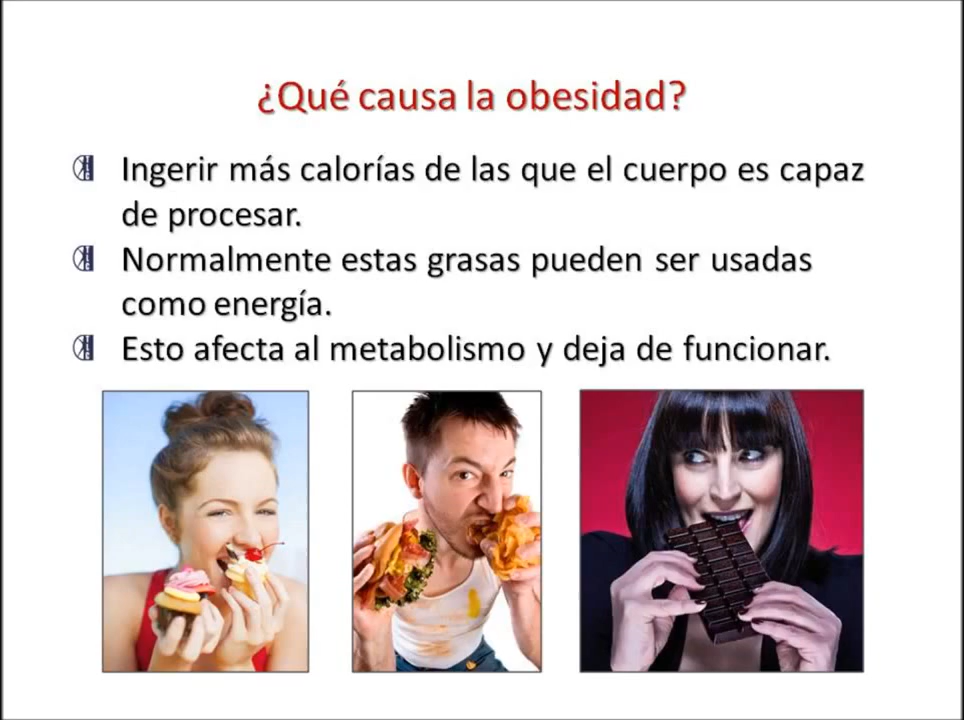 ¿Qué causa la obesidad?
Ingerir más calorías de las que el cuerpo es capaz
de procesar.
Normalmente estas grasas pueden ser usadas
como energía.
Esto afecta al metabolismo y deja de funcionar.